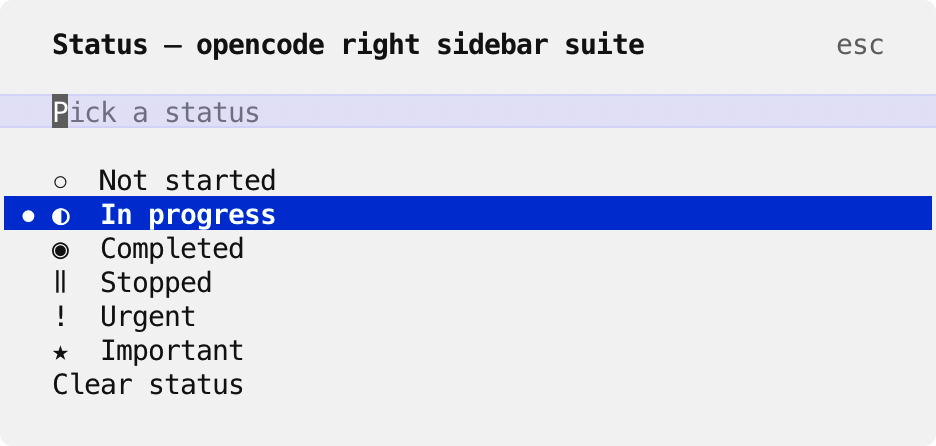 Status — opencode right sidebar suite esc
Pick a status
○ Not started
● ◐ In progress
◉ Completed
‖ Stopped
! Urgent
★ Important
Clear status